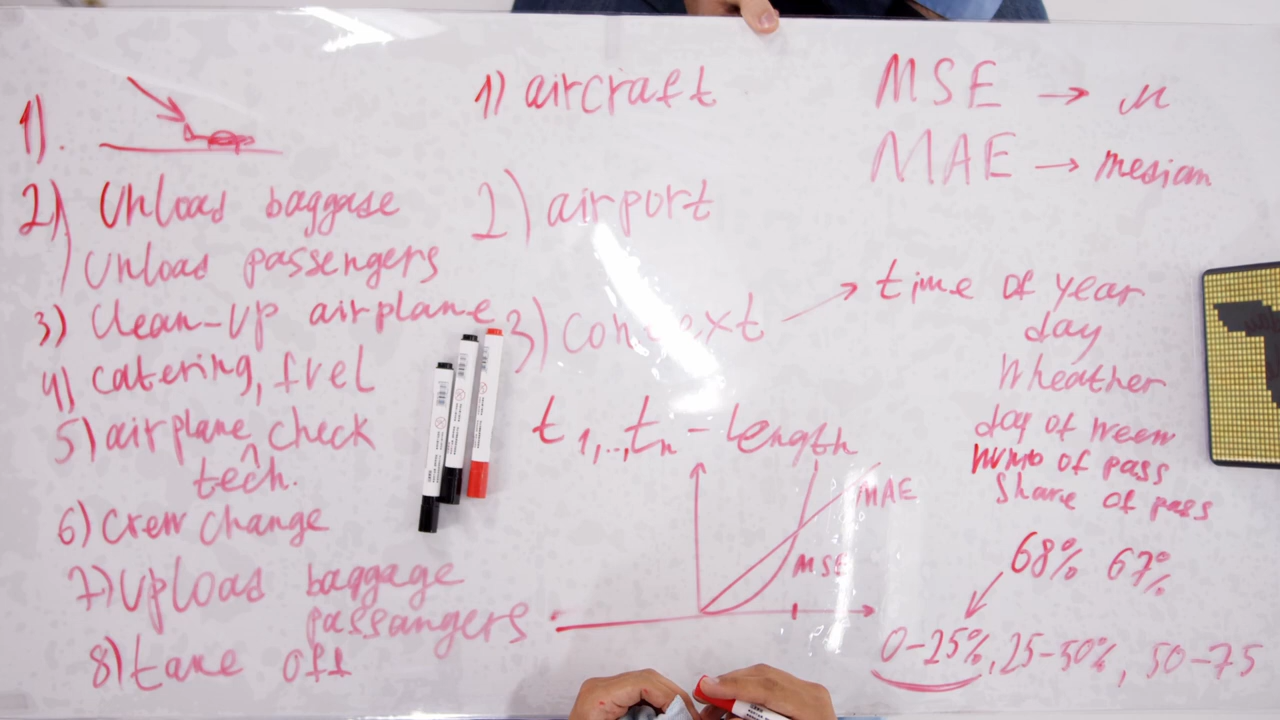 1).
2) Unload baggage
Unload passengers
3) Clean-up airplane
4) catering, fuel
5) airplane check
tech.
6) Crew change
7) Upload baggage
passangers
8) take off
1) aircraft
2) airport
3) context
t1,..,tn - length
MAE
MSE
MSE → μ
MAE → median
→ time of year
day
Wheather
day of week
numb of pass
Share of pass
68% 67%
0-25%, 25-50%, 50-75